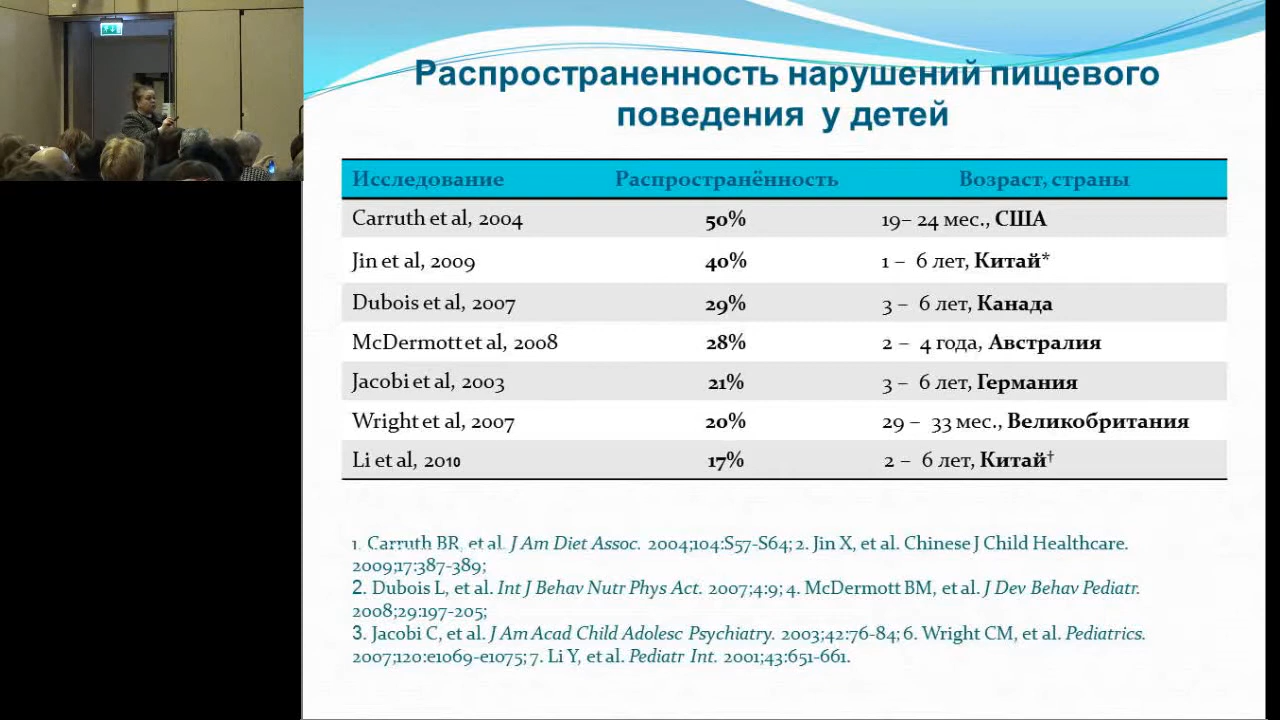 Распространенность нарушений пищевого
поведения у детей
Исследование Распространённость Возраст, страны
Carruth et al, 2004 50% 19– 24 мес., США
Jin et al, 2009 40% 1 – 6 лет, Китай*
Dubois et al, 2007 29% 3 – 6 лет, Канада
McDermott et al, 2008 28% 2 – 4 года, Австралия
Jacobi et al, 2003 21% 3 – 6 лет, Германия
Wright et al, 2007 20% 29 – 33 мес., Великобритания
Li et al, 2010 17% 2 – 6 лет, Китай†
1. Carruth BR, et al. J Am Diet Assoc. 2004;104:S57-S64; 2. Jin X, et al. Chinese J Child Healthcare.
2009;17:387-389;
2. Dubois L, et al. Int J Behav Nutr Phys Act. 2007;4:9; 4. McDermott BM, et al. J Dev Behav Pediatr.
2008;29:197-205;
3. Jacobi C, et al. J Am Acad Child Adolesc Psychiatry. 2003;42:76-84; 6. Wright CM, et al. Pediatrics.
2007;120:e1069-e1075; 7. Li Y, et al. Pediatr Int. 2001;43:651-661.